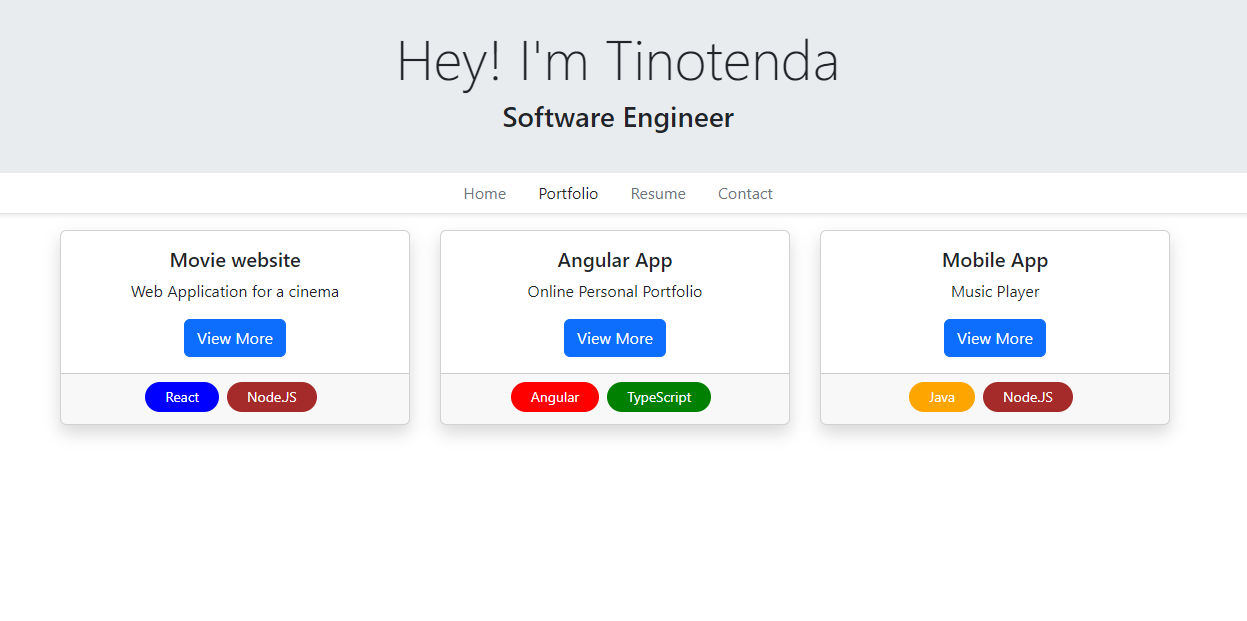 Hey! I'm Tinotenda
Software Engineer
Home Portfolio Resume Contact
Movie website
Web Application for a cinema
View More
React NodeJS
Angular App
Online Personal Portfolio
View More
Angular TypeScript
Mobile App
Music Player
View More
Java NodeJS